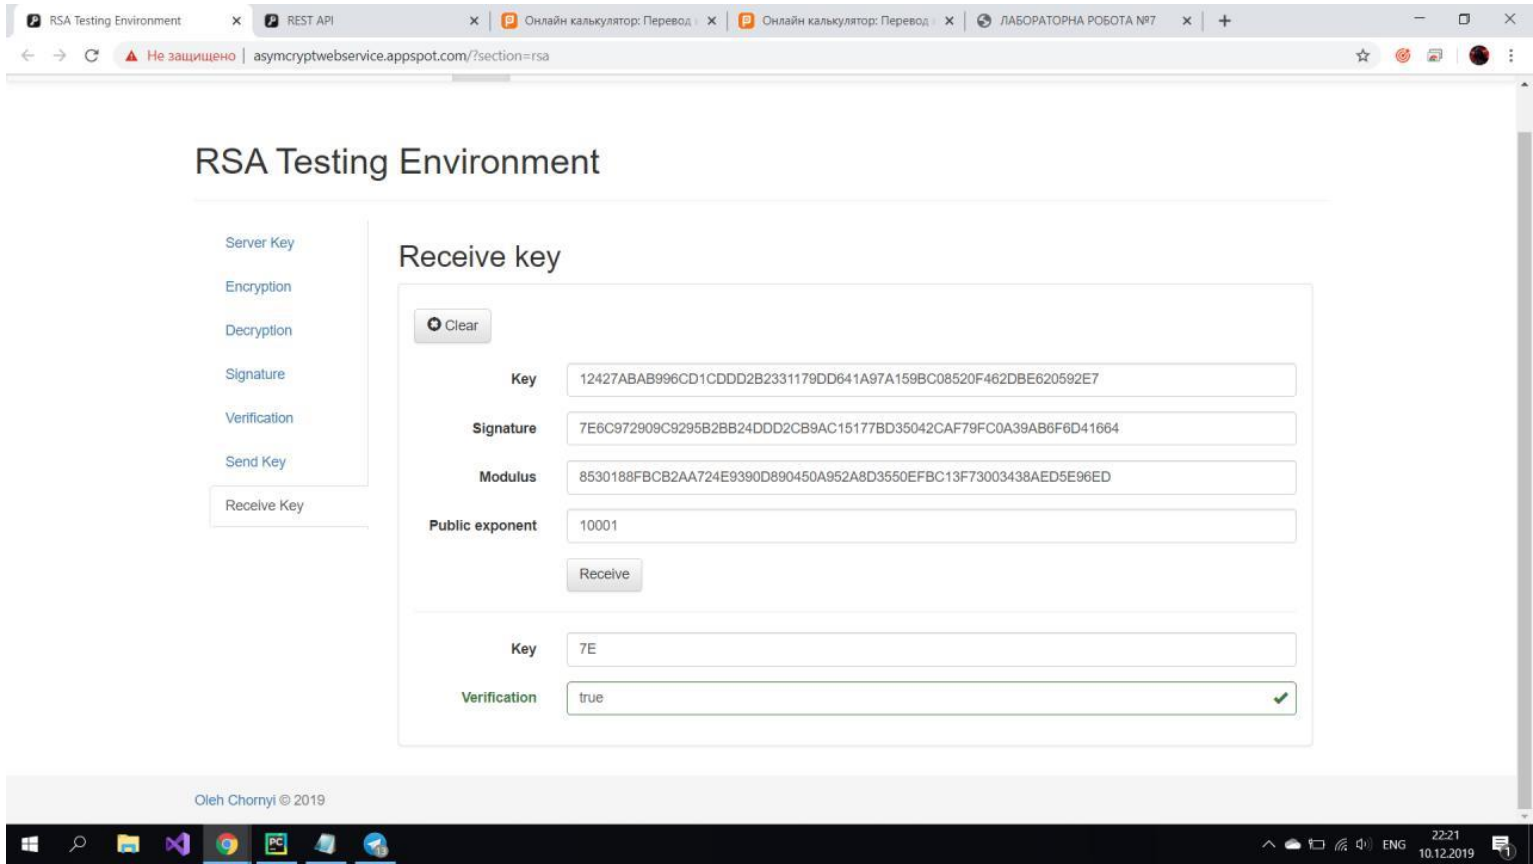 RSA Testing Environment
REST API
Онлайн калькулятор: Перевод
Онлайн калькулятор: Перевод
ЛАБОРАТОРНА РОБОТА №7
Не защищено
asymcryptwebservice.appspot.com/?section=rsa
RSA Testing Environment
Server Key
Encryption
Decryption
Signature
Verification
Send Key
Receive Key
Receive key
Clear
Key 12427ABAB996CD1CDDD2B2331179DD641A97A159BC08520F462DBE620592E7
Signature 7E6C972909C9295B2BB24DDD2CB9AC15177BD35042CAF79FC0A39AB6F6D41664
Modulus 8530188FBCB2AA724E9390D890450A952A8D3550EFBC13F73003438AED5E96ED
Public exponent 10001
Receive
Key 7E
Verification true
Oleh Chornyi © 2019
PC
ENG
22:21
10.12.2019
1